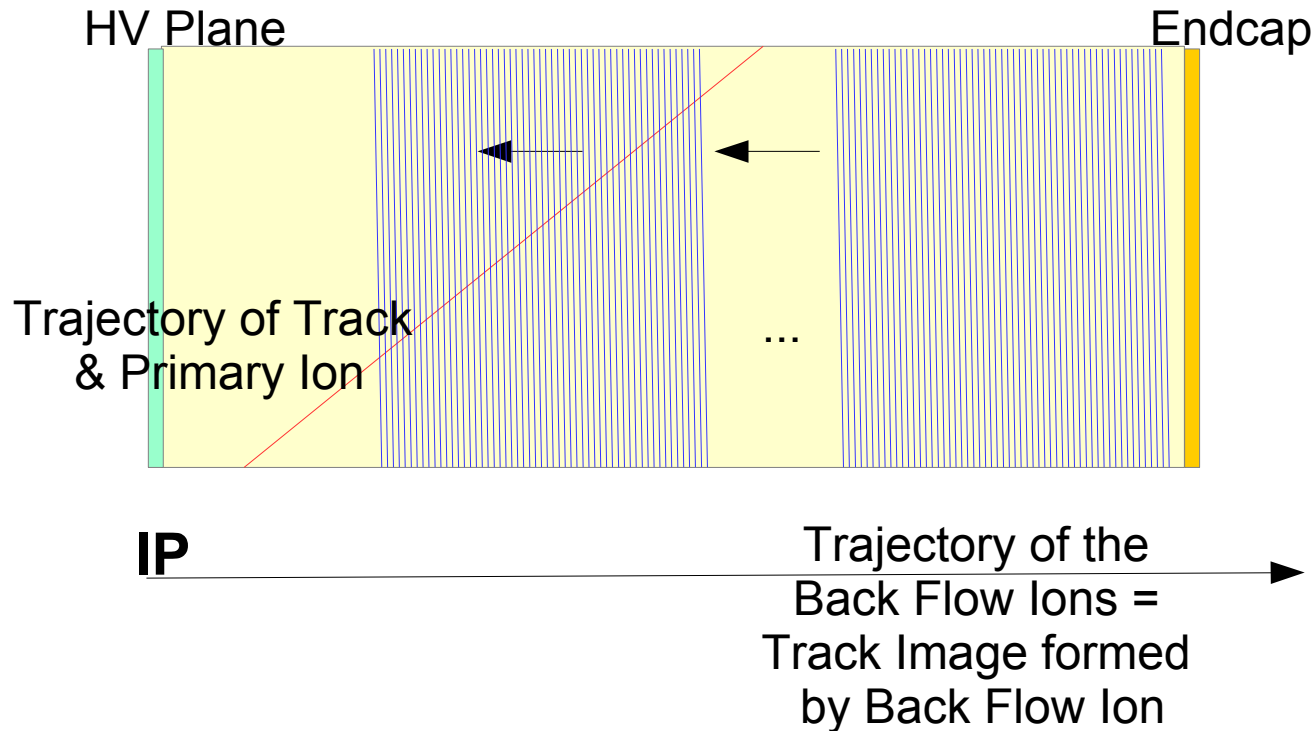 HV Plane
Endcap
Trajectory of Track
& Primary Ion
...
IP
Trajectory of the
Back Flow Ions =
Track Image formed
by Back Flow Ion